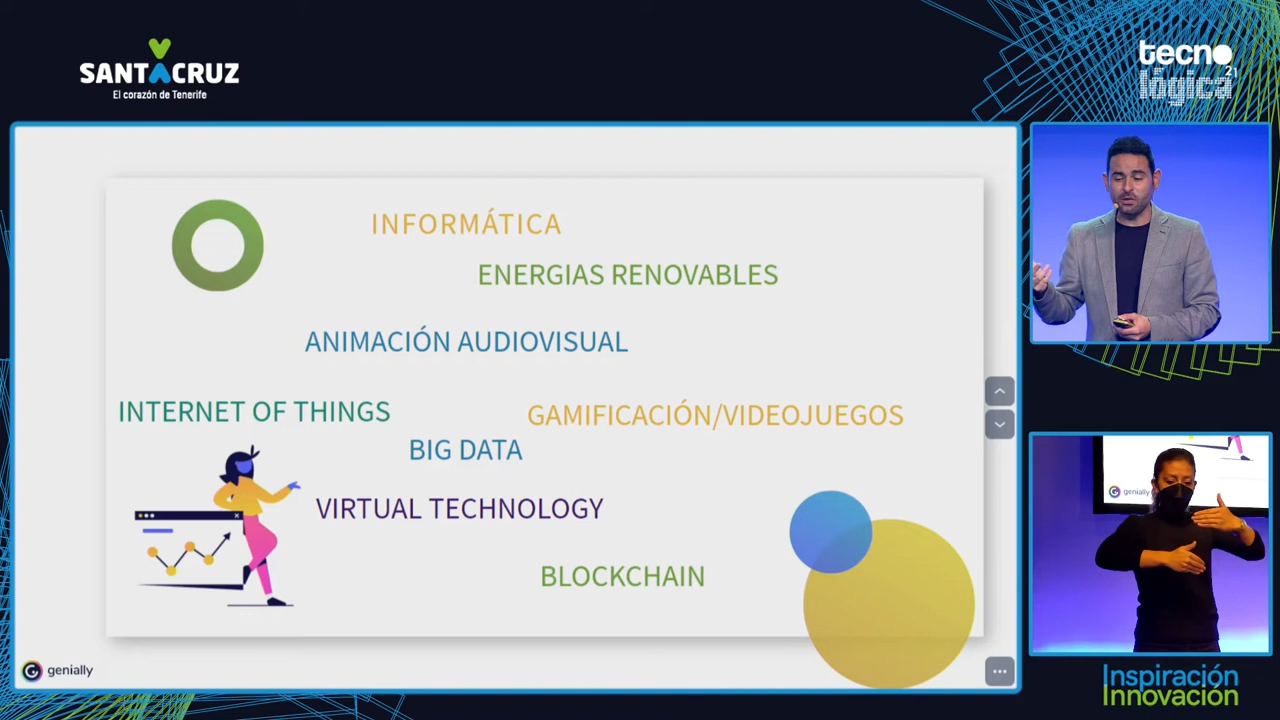 SANTACRUZ
El corazón de Tenerife
tecno
lógica
21
INFORMÁTICA
ENERGIAS RENOVABLES
ANIMACIÓN AUDIOVISUAL
INTERNET OF THINGS
GAMIFICACIÓN/VIDEOJUEGOS
BIG DATA
VIRTUAL TECHNOLOGY
BLOCKCHAIN
genially
genially
Inspiración
Innovación